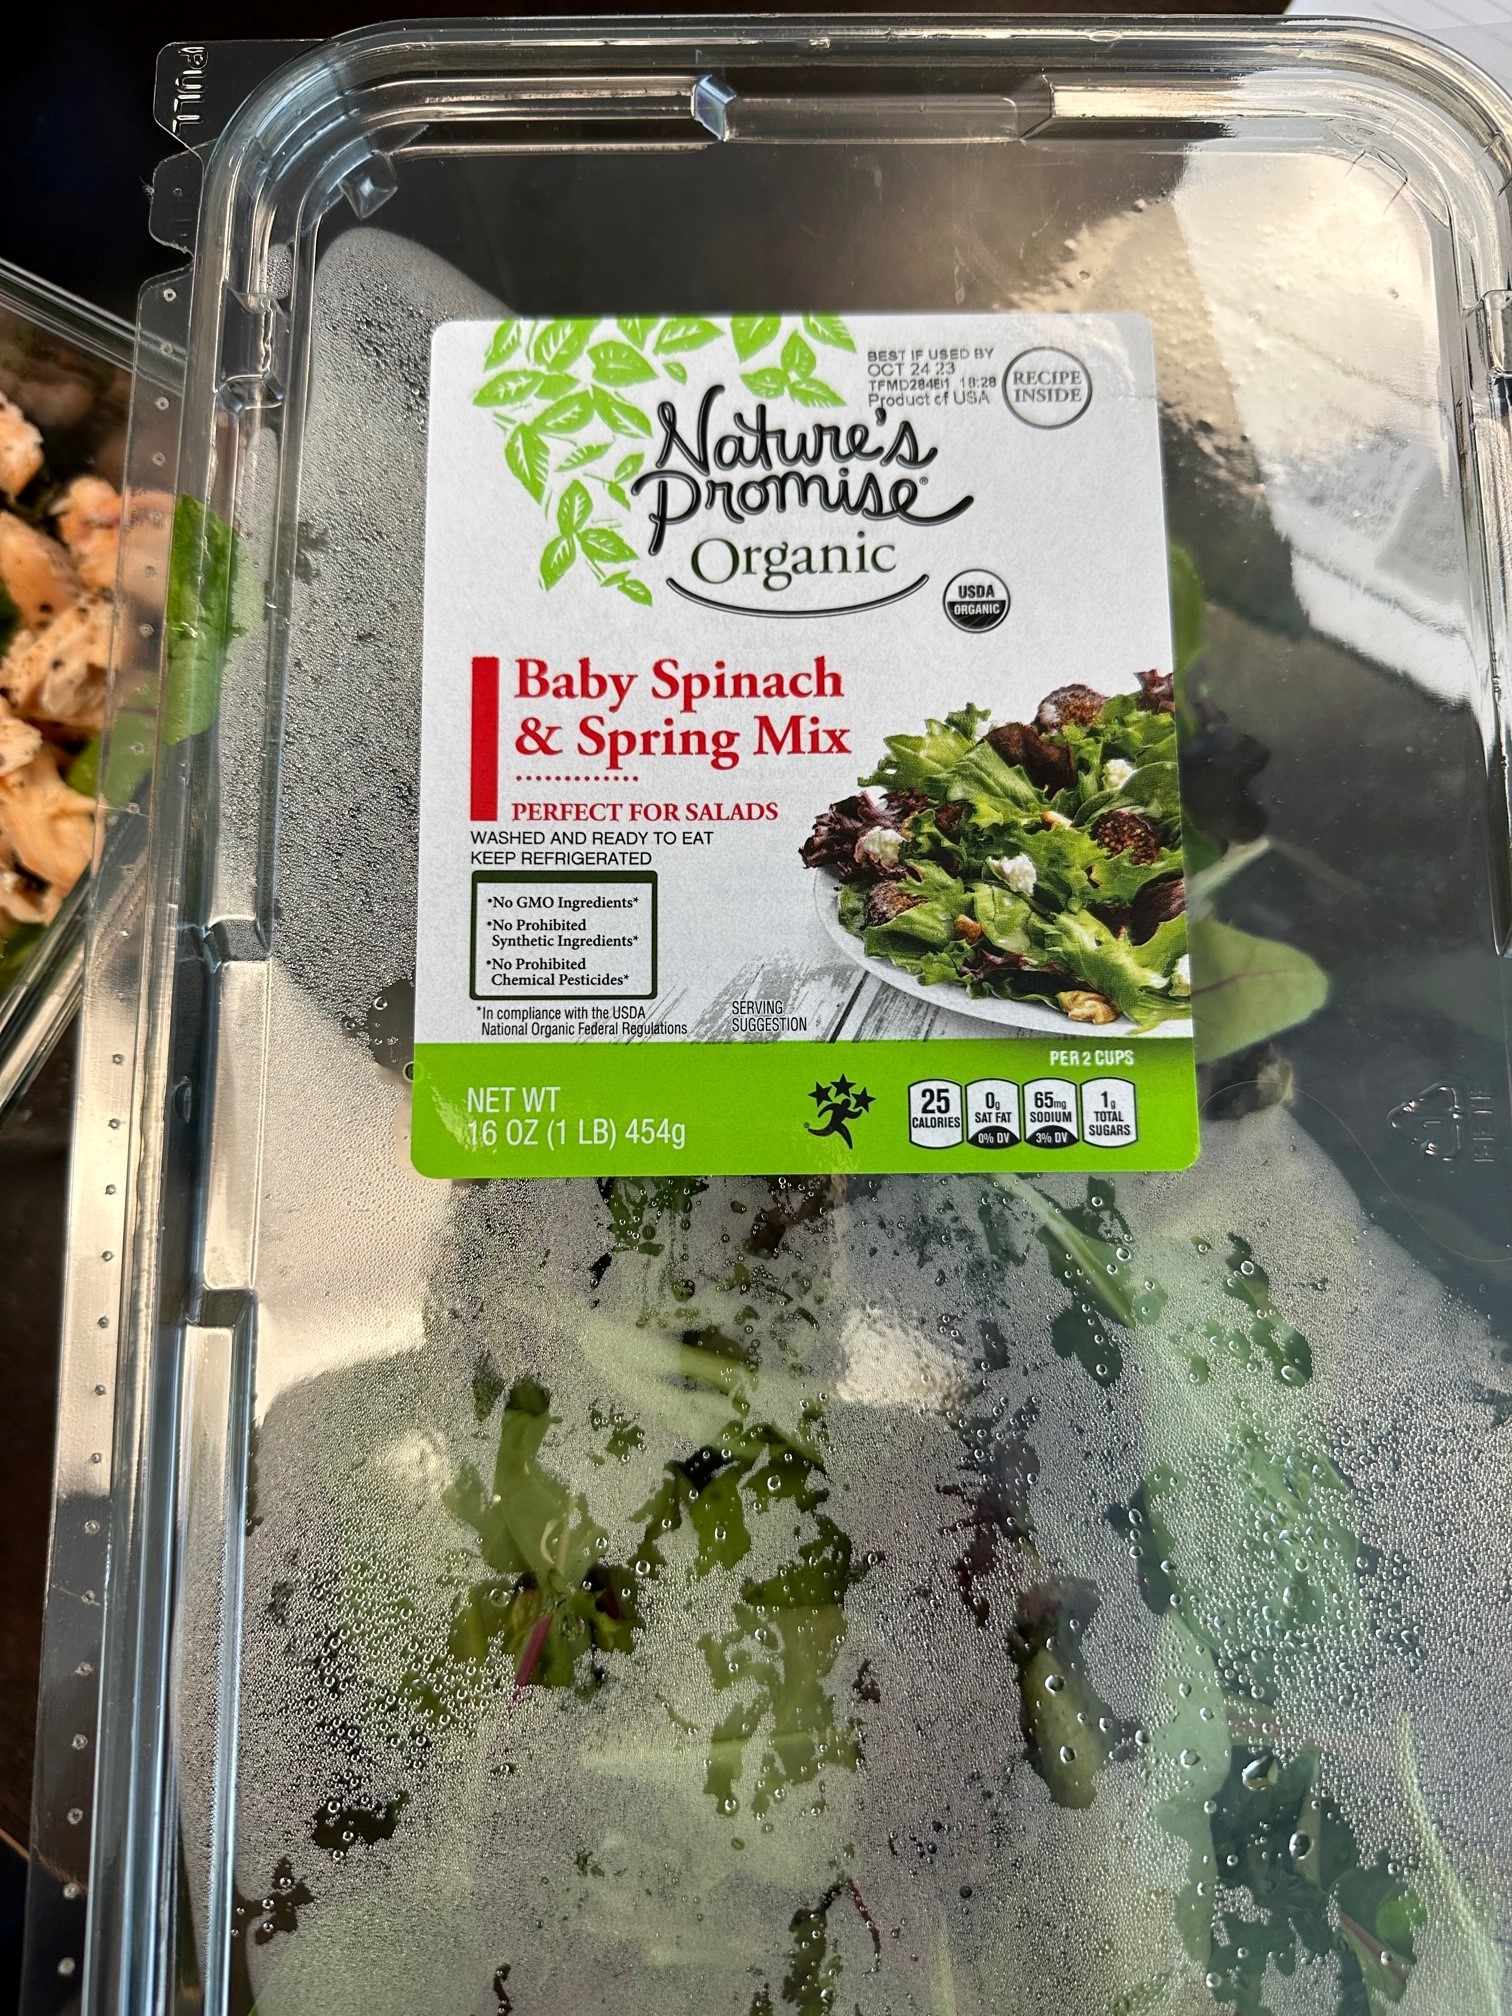 PULL
BEST IF USED BY
OCT 24 23
TFMD284EI1 18:28
Product of USA
RECIPE
INSIDE
Nature's
Promise®
Organic
USDA
ORGANIC
Baby Spinach
& Spring Mix
PERFECT FOR SALADS
WASHED AND READY TO EAT
KEEP REFRIGERATED
•No GMO Ingredients*
•No Prohibited
Synthetic Ingredients*
•No Prohibited
Chemical Pesticides*
*In compliance with the USDA
National Organic Federal Regulations
SERVING
SUGGESTION
PER 2 CUPS
NET WT
16 OZ (1 LB) 454g
25
CALORIES
0g
SAT FAT
0% DV
65mg
SODIUM
3% DV
1g
TOTAL
SUGARS
1